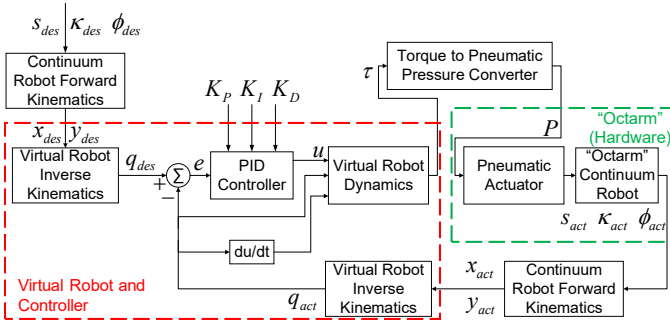 s_des κ_des ϕ_des
Continuum
Robot Forward
Kinematics
x_des y_des
Virtual Robot
Inverse
Kinematics
q_des
Σ
+
−
e
K_P K_I K_D
PID
Controller
u
Virtual Robot
Dynamics
du/dt
τ
Torque to Pneumatic
Pressure Converter
P
"Octarm"
(Hardware)
Pneumatic
Actuator
"Octarm"
Continuum
Robot
s_act κ_act ϕ_act
Continuum
Robot Forward
Kinematics
x_act
y_act
Virtual Robot
Inverse
Kinematics
q_act
Virtual Robot and
Controller